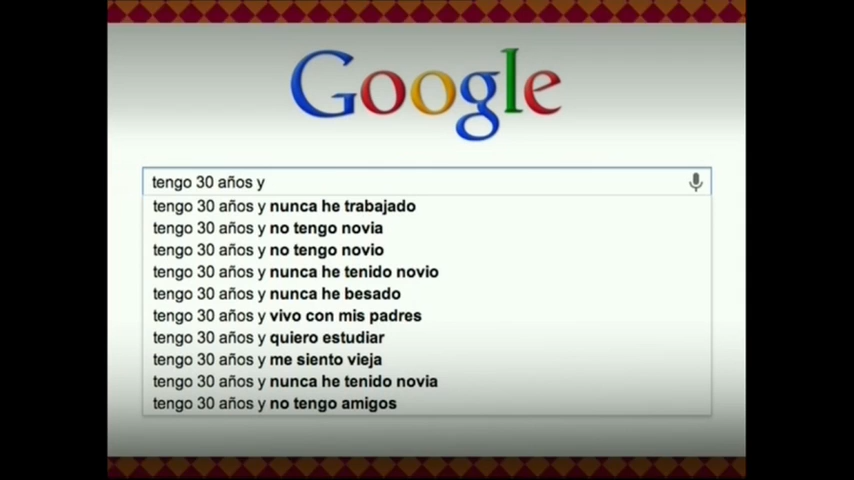 Google
tengo 30 años y
tengo 30 años y nunca he trabajado
tengo 30 años y no tengo novia
tengo 30 años y no tengo novio
tengo 30 años y nunca he tenido novio
tengo 30 años y nunca he besado
tengo 30 años y vivo con mis padres
tengo 30 años y quiero estudiar
tengo 30 años y me siento vieja
tengo 30 años y nunca he tenido novia
tengo 30 años y no tengo amigos